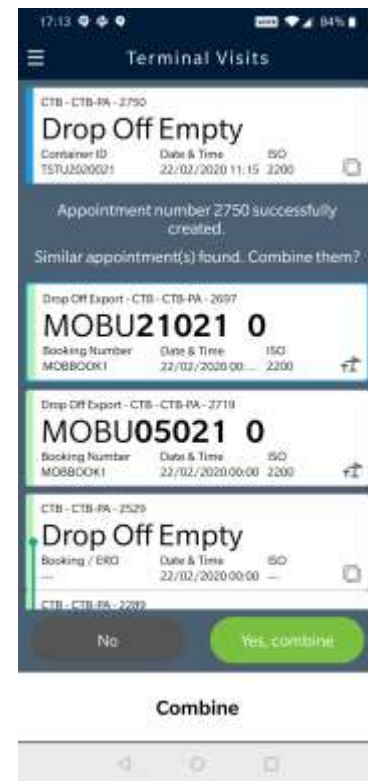 17:13 84%
Terminal Visits
CTB - CTB-PA - 2750
Drop Off Empty
Container ID Date & Time ISO
TSTU2020021 22/02/2020 11:15 2200
Appointment number 2750 successfully
created.
Similar appointment(s) found. Combine them?
Drop Off Export - CTB - CTB-PA - 2697
MOBU21021 0
Booking Number Date & Time ISO
MOBBOOK1 22/02/2020 00:... 2200
Drop Off Export - CTB - CTB-PA - 2719
MOBU05021 0
Booking Number Date & Time ISO
MOBBOOK1 22/02/2020 00:00 2200
CTB - CTB-PA - 2529
Drop Off Empty
Booking / ERO Date & Time ISO
--- 22/02/2020 00:00 ---
CTB - CTB-PA - 2289
No Yes, combine
Combine